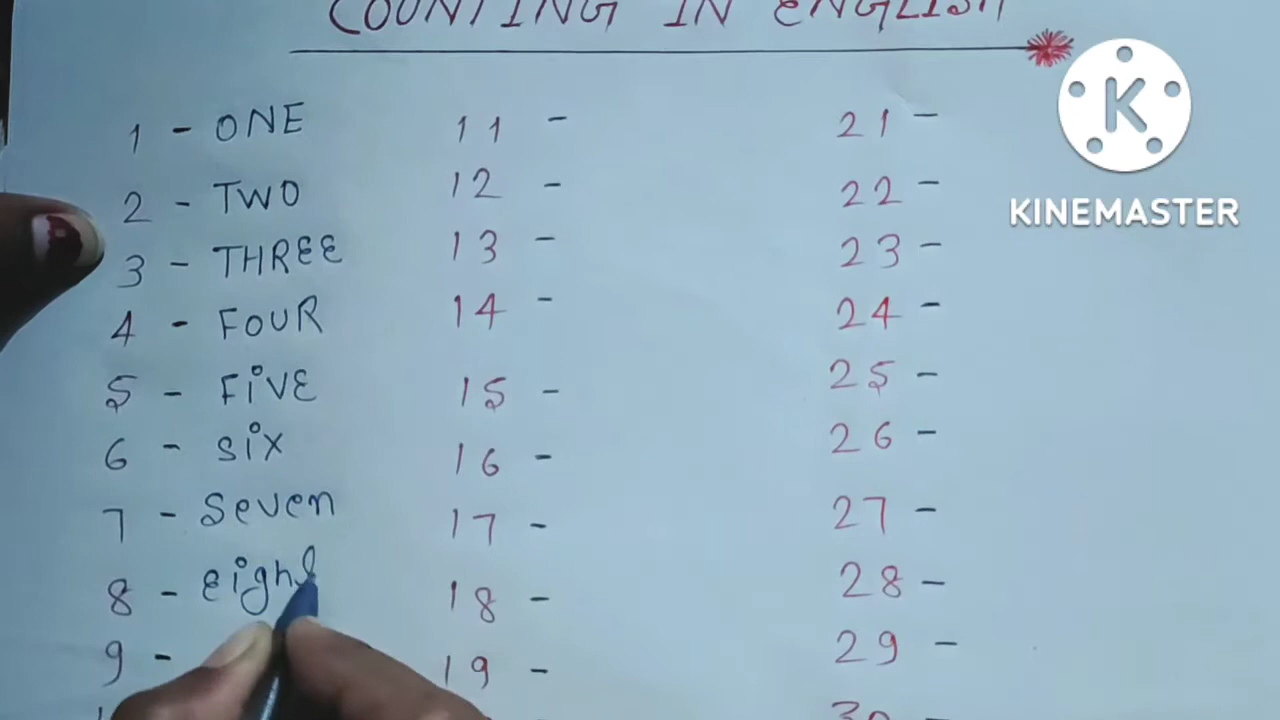 COUNTING IN ENGLISH
1 - ONE 11 - 21 -
2 - TWO 12 - 22 -
3 - THREE 13 - 23 -
4 - FOUR 14 - 24 -
5 - FiVE 15 - 25 -
6 - Six 16 - 26 -
7 - Seven 17 - 27 -
8 - eight 18 - 28 -
9 - 19 - 29 -
30 -
KINEMASTER